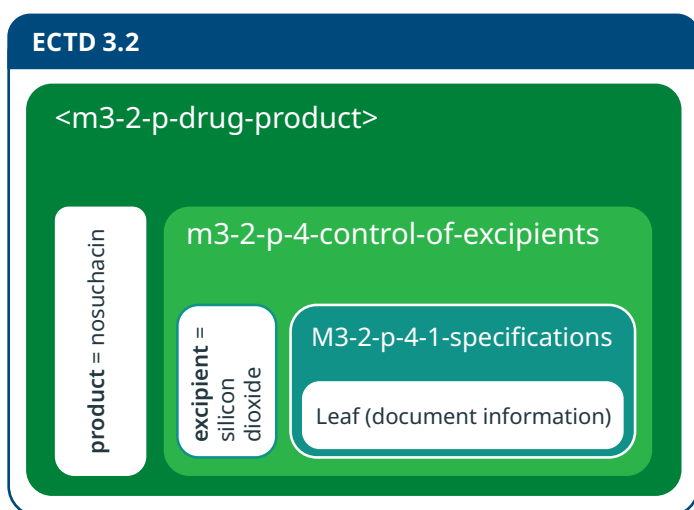 ECTD 3.2
<m3-2-p-drug-product>
product = nosuchacin
m3-2-p-4-control-of-excipients
excipient =
silicon
dioxide
M3-2-p-4-1-specifications
Leaf (document information)